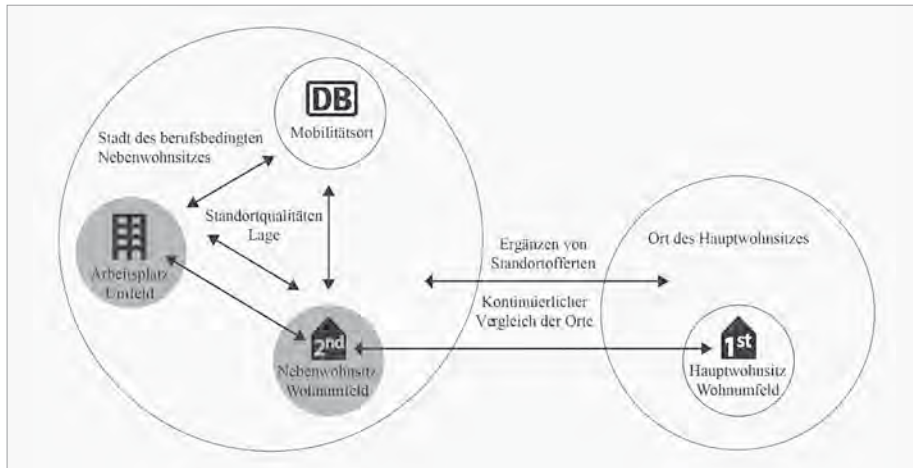 DB
Mobilitätsort
Stadt des berufsbedingten
Nebenwohnsitzes
Standortqualitäten
Lage
Arbeitsplatz
Umfeld
2nd
Nebenwohnsitz
Wohnumfeld
Ergänzen von
Standortofferten
Kontinuierlicher
Vergleich der Orte
Ort des Hauptwohnsitzes
1st
Hauptwohnsitz
Wohnumfeld